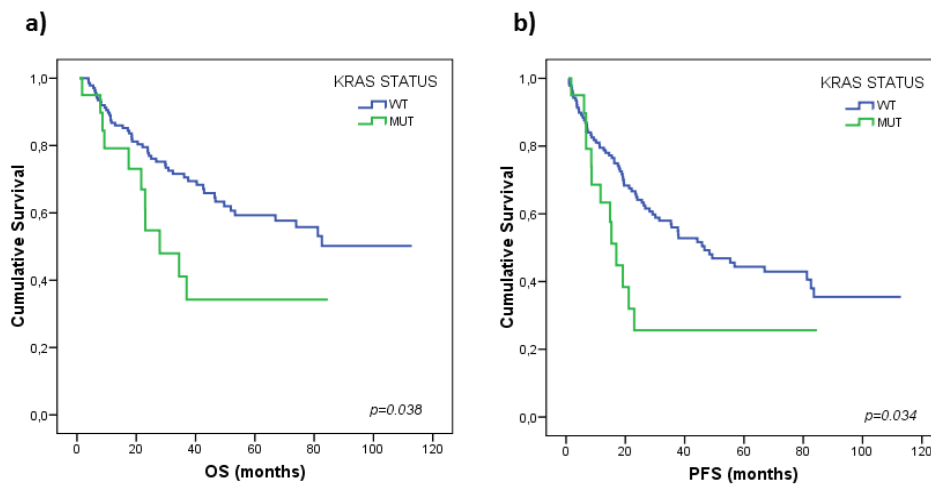 a)
KRAS STATUS
WT
MUT
1,0
0,8
0,6
0,4
0,2
0,0
Cumulative Survival
p=0.038
0 20 40 60 80 100 120
OS (months)
b)
KRAS STATUS
WT
MUT
1,0
0,8
0,6
0,4
0,2
0,0
Cumulative Survival
p=0.034
0 20 40 60 80 100 120
PFS (months)